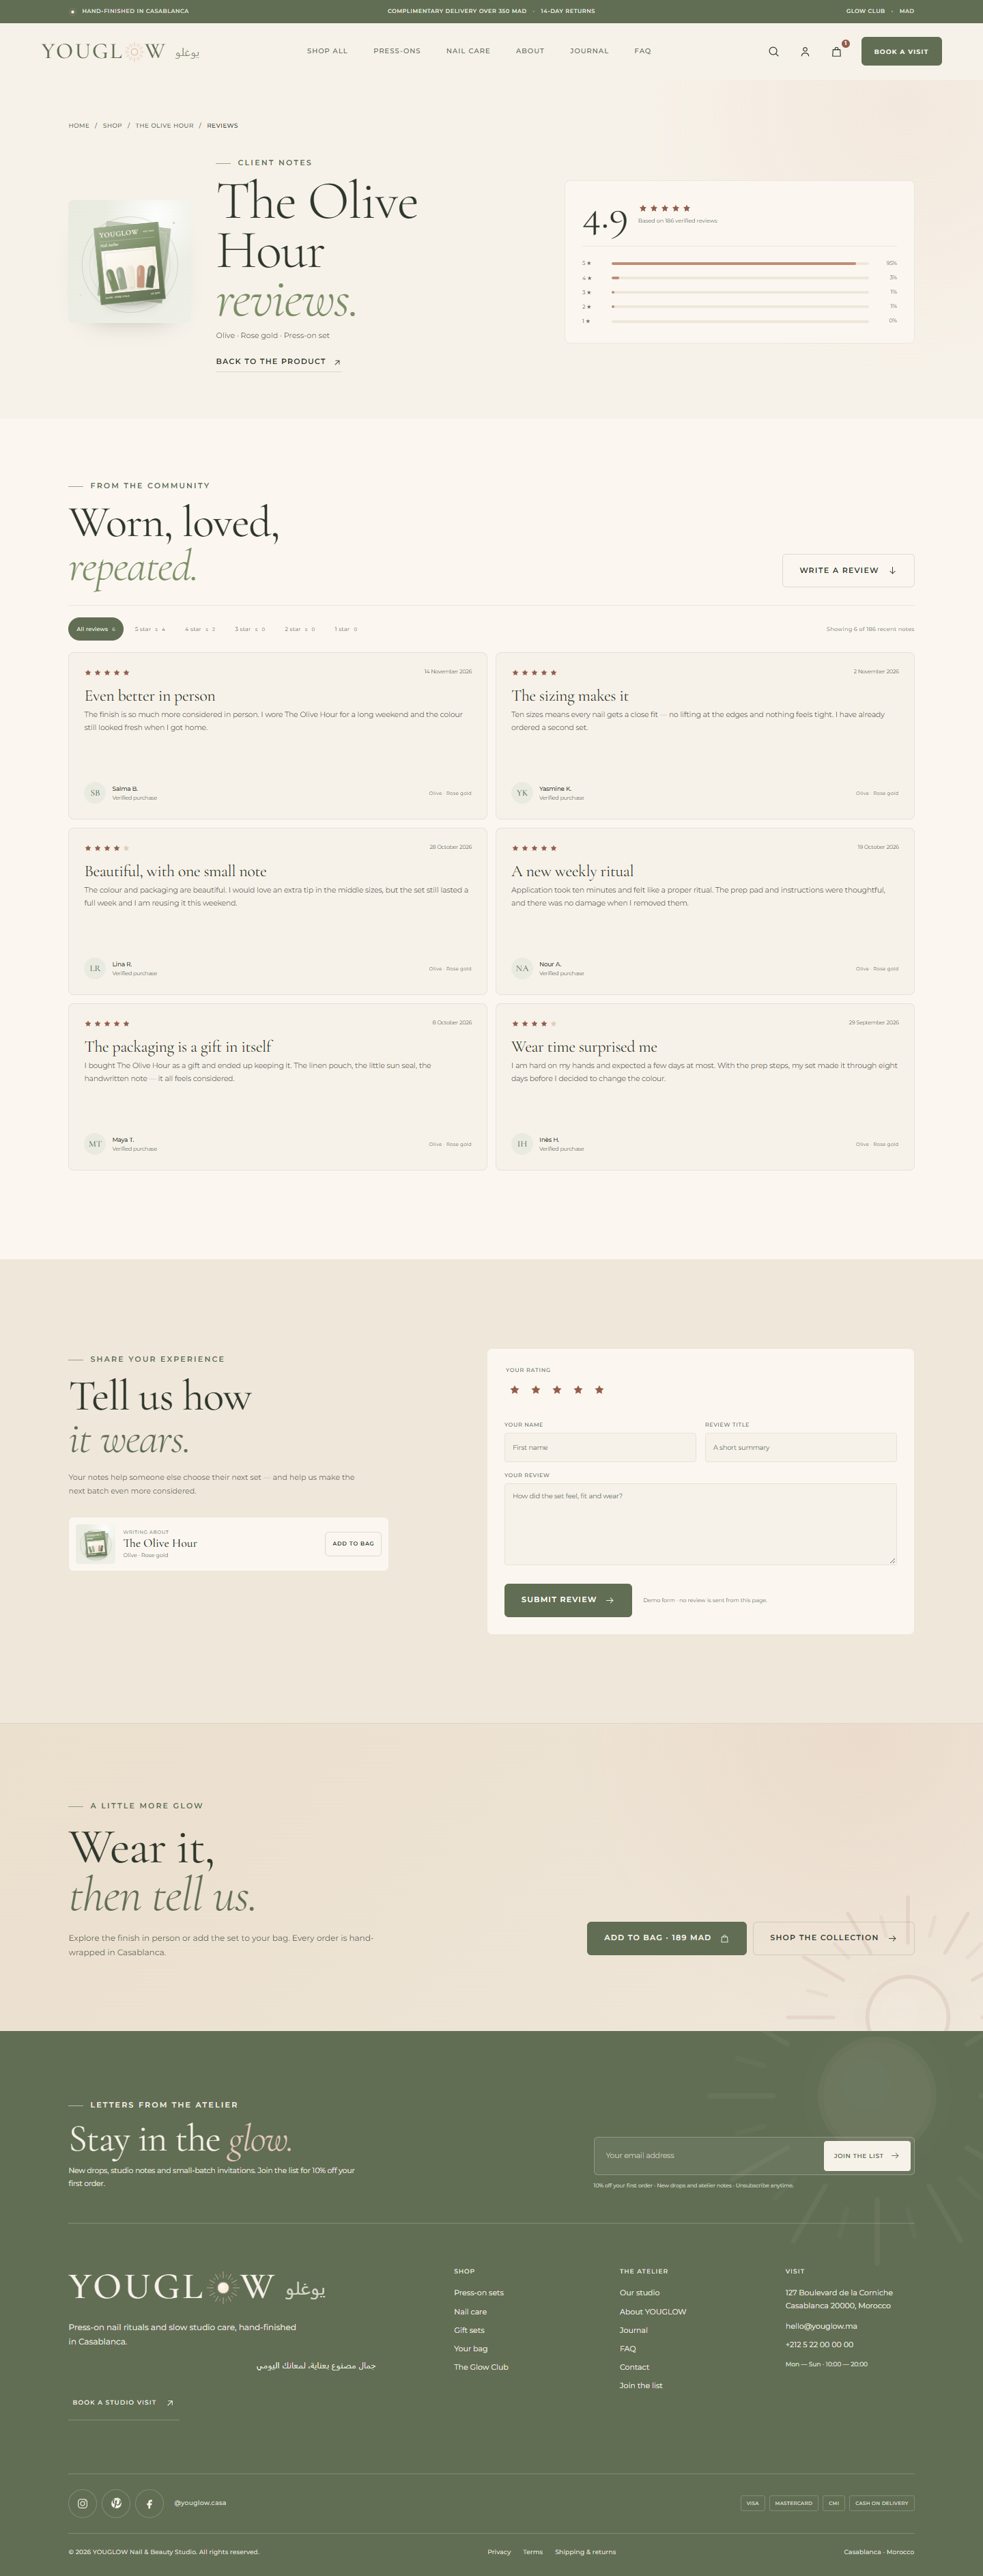 HAND-FINISHED IN CASABLANCA
COMPLIMENTARY DELIVERY OVER 350 MAD · 14-DAY RETURNS
GLOW CLUB · MAD
YOUGLOW يوغلو
SHOP ALL
PRESS-ONS
NAIL CARE
ABOUT
JOURNAL
FAQ
1
BOOK A VISIT
HOME / SHOP / THE OLIVE HOUR / REVIEWS
CLIENT NOTES
The Olive
Hour
reviews.
Olive · Rose gold · Press-on set
BACK TO THE PRODUCT
YOUGLOW
4.9
Based on 186 verified reviews
5 ★ 95%
4 ★ 3%
3 ★ 1%
2 ★ 1%
1 ★ 0%
FROM THE COMMUNITY
Worn, loved,
repeated.
WRITE A REVIEW
All reviews 6
5 star s 4
4 star s 2
3 star s 0
2 star s 0
1 star 0
Showing 6 of 186 recent notes
14 November 2026
Even better in person
The finish is so much more considered in person. I wore The Olive Hour for a long weekend and the colour
still looked fresh when I got home.
SB
Salma B.
Verified purchase
Olive · Rose gold
2 November 2026
The sizing makes it
Ten sizes means every nail gets a close fit — no lifting at the edges and nothing feels tight. I have already
ordered a second set.
YK
Yasmine K.
Verified purchase
Olive · Rose gold
28 October 2026
Beautiful, with one small note
The colour and packaging are beautiful. I would love an extra tip in the middle sizes, but the set still lasted a
full week and I am reusing it this weekend.
LR
Lina R.
Verified purchase
Olive · Rose gold
19 October 2026
A new weekly ritual
Application took ten minutes and felt like a proper ritual. The prep pad and instructions were thoughtful,
and there was no damage when I removed them.
NA
Nour A.
Verified purchase
Olive · Rose gold
8 October 2026
The packaging is a gift in itself
I bought The Olive Hour as a gift and ended up keeping it. The linen pouch, the little sun seal, the
handwritten note — it all feels considered.
MT
Maya T.
Verified purchase
Olive · Rose gold
29 September 2026
Wear time surprised me
I am hard on my hands and expected a few days at most. With the prep steps, my set made it through eight
days before I decided to change the colour.
IH
Inès H.
Verified purchase
Olive · Rose gold
SHARE YOUR EXPERIENCE
Tell us how
it wears.
Your notes help someone else choose their next set — and help us make the
next batch even more considered.
WRITING ABOUT
The Olive Hour
Olive · Rose gold
ADD TO BAG
YOUR RATING
YOUR NAME
First name
REVIEW TITLE
A short summary
YOUR REVIEW
How did the set feel, fit and wear?
SUBMIT REVIEW
Demo form · no review is sent from this page.
A LITTLE MORE GLOW
Wear it,
then tell us.
Explore the finish in person or add the set to your bag. Every order is hand-
wrapped in Casablanca.
ADD TO BAG · 189 MAD
SHOP THE COLLECTION
LETTERS FROM THE ATELIER
Stay in the glow.
New drops, studio notes and small-batch invitations. Join the list for 10% off your
first order.
Your email address
JOIN THE LIST
10% off your first order · New drops and atelier notes · Unsubscribe anytime.
YOUGLOW يوغلو
Press-on nail rituals and slow studio care, hand-finished
in Casablanca.
جمال مصنوع بعناية، لمعانك اليومي
BOOK A STUDIO VISIT
SHOP
Press-on sets
Nail care
Gift sets
Your bag
The Glow Club
THE ATELIER
Our studio
About YOUGLOW
Journal
FAQ
Contact
Join the list
VISIT
127 Boulevard de la Corniche
Casablanca 20000, Morocco
hello@youglow.ma
+212 5 22 00 00 00
Mon — Sun · 10:00 — 20:00
@youglow.casa
VISA
MASTERCARD
CMI
CASH ON DELIVERY
© 2026 YOUGLOW Nail & Beauty Studio. All rights reserved.
Privacy
Terms
Shipping & returns
Casablanca · Morocco